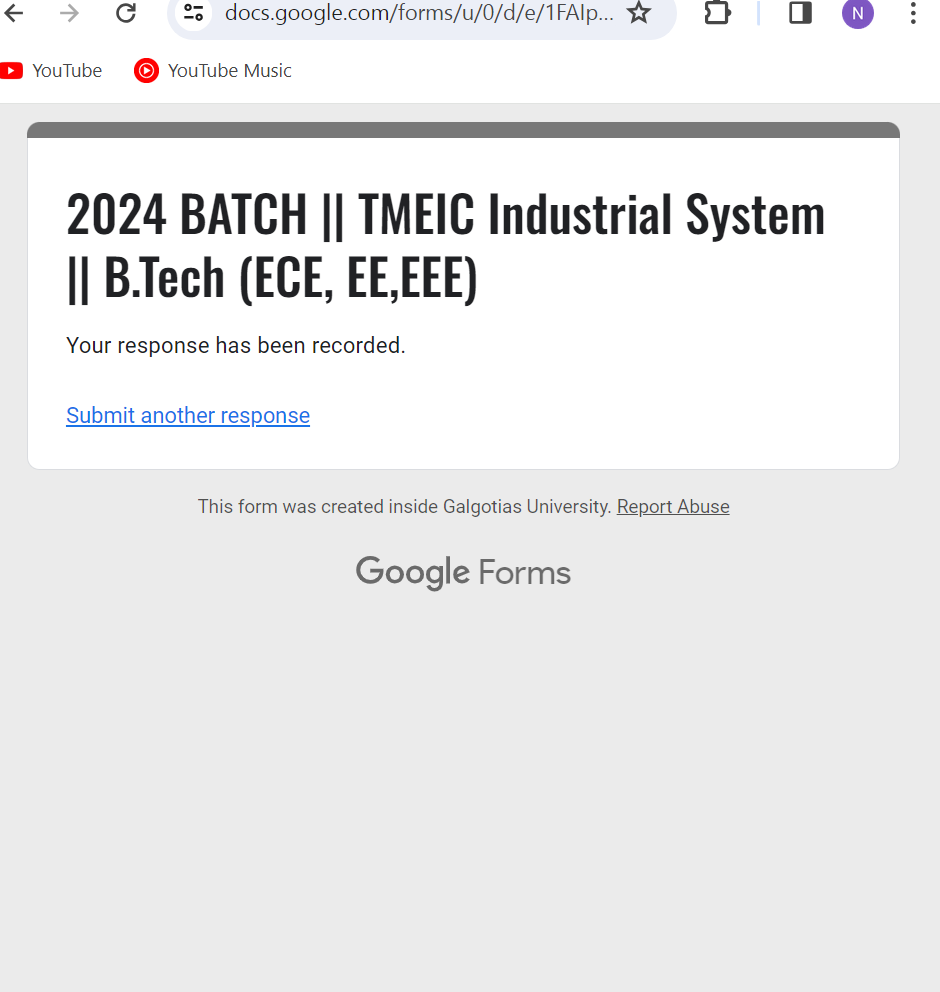 docs.google.com/forms/u/0/d/e/1FAIp...
N
YouTube
YouTube Music
2024 BATCH || TMEIC Industrial System
|| B.Tech (ECE, EE,EEE)
Your response has been recorded.
Submit another response
This form was created inside Galgotias University. Report Abuse
Google Forms